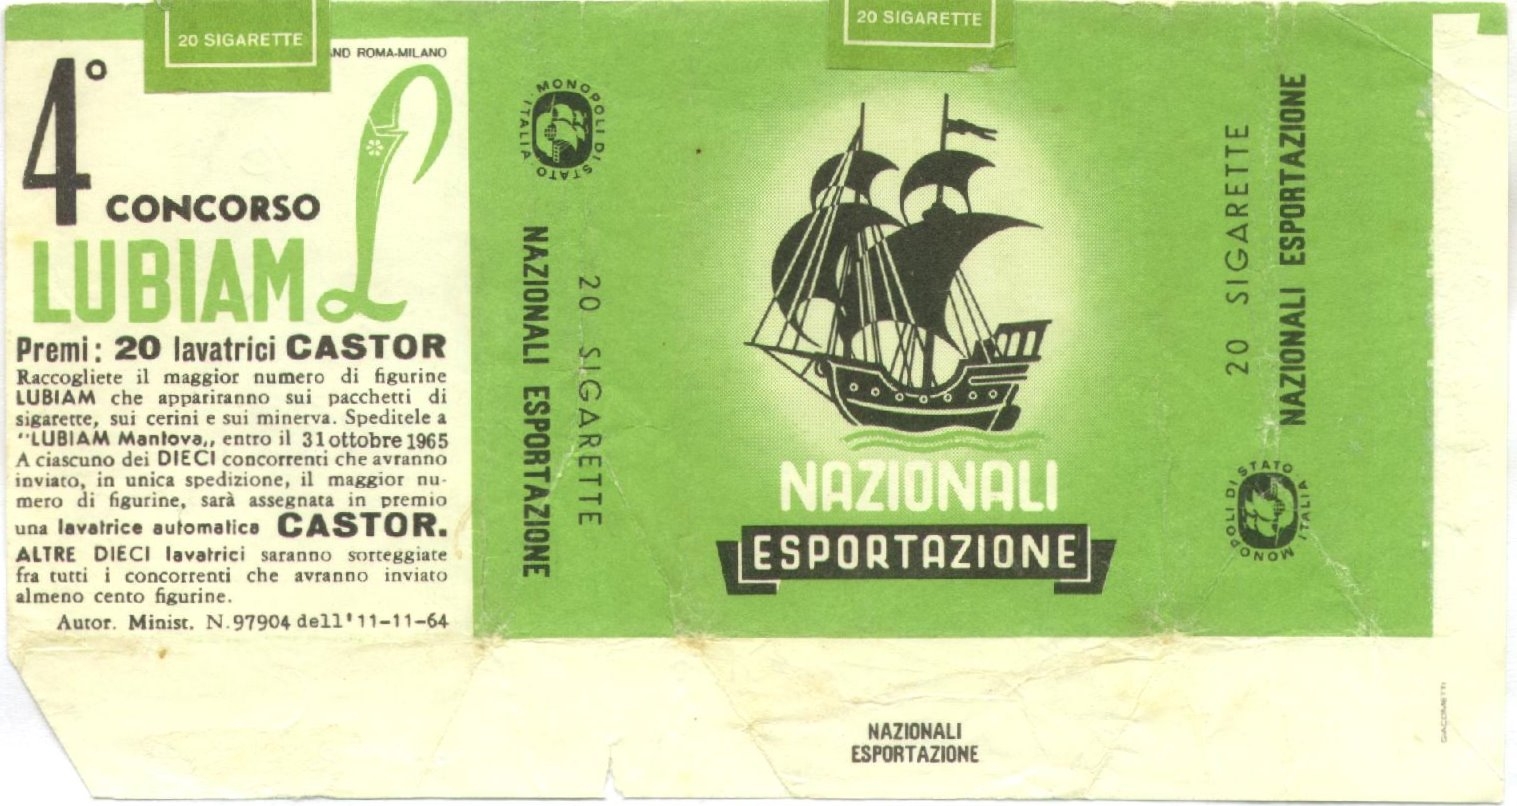 20 SIGARETTE
ROMA-MILANO
4°
CONCORSO
LUBIAM L
Premi: 20 lavatrici CASTOR
Raccogliete il maggior numero di figurine
LUBIAM che appariranno sui pacchetti di
sigarette, sui cerini e sui minerva. Speditele a
"LUBIAM Mantova,, entro il 31 ottobre 1965
A ciascuno dei DIECI concorrenti che avranno
inviato, in unica spedizione, il maggior nu-
mero di figurine, sarà assegnata in premio
una lavatrice automatica CASTOR.
ALTRE DIECI lavatrici saranno sorteggiate
fra tutti i concorrenti che avranno inviato
almeno cento figurine.
Autor. Minist. N.97904 dell'11-11-64
MONOPOLI DI STATO · ITALIA ·
NAZIONALI ESPORTAZIONE
20 SIGARETTE
20 SIGARETTE
NAZIONALI
ESPORTAZIONE
NAZIONALI
ESPORTAZIONE
20 SIGARETTE
NAZIONALI ESPORTAZIONE
MONOPOLI DI STATO · ITALIA ·
GIACOMETTI